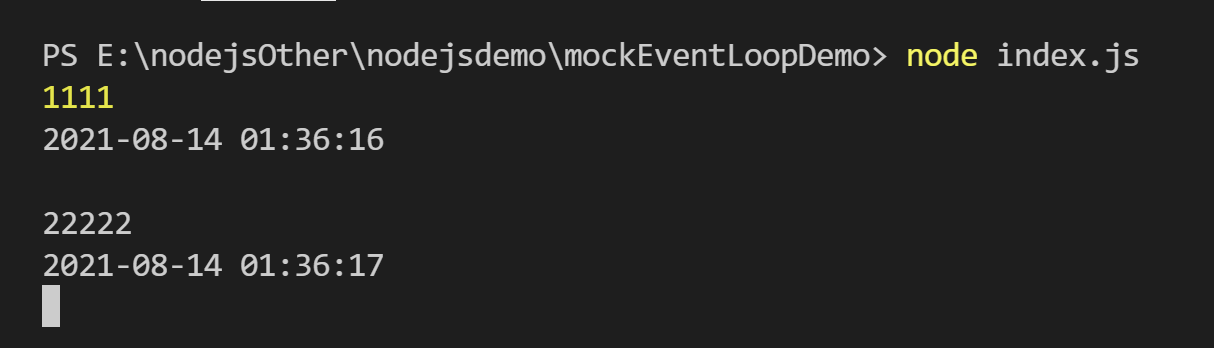 PS E:\nodejsOther\nodejsdemo\mockEventLoopDemo> node index.js
1111
2021-08-14 01:36:16
22222
2021-08-14 01:36:17